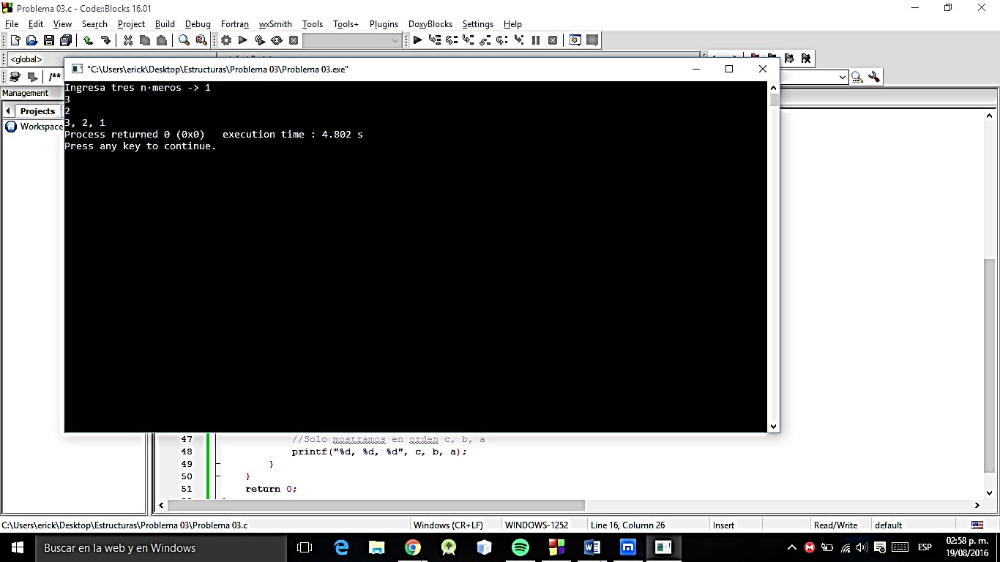 Problema 03.c - Code::Blocks 16.01
File Edit View Search Project Build Debug Fortran wxSmith Tools Tools+ Plugins DoxyBlocks Settings Help
<global>
/**
"C:\Users\erick\Desktop\Estructuras\Problema 03\Problema 03.exe"
Management
Projects
Workspace
Ingresa tres n·meros -> 1
3
2
3, 2, 1
Process returned 0 (0x0)   execution time : 4.802 s
Press any key to continue.
47 //Solo mostramos en orden c, b, a
48 printf("%d, %d, %d", c, b, a);
49 }
50 }
51 return 0;
C:\Users\erick\Desktop\Estructuras\Problema 03\Problema 03.c Windows (CR+LF) WINDOWS-1252 Line 16, Column 26 Insert Read/Write default
Buscar en la web y en Windows
ESP
02:58 p. m.
19/08/2016